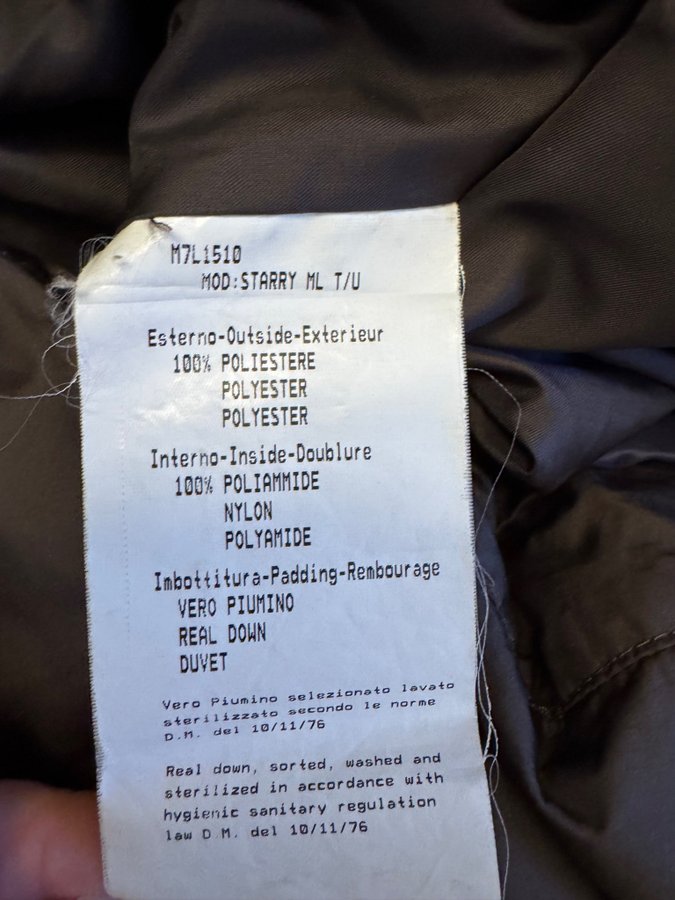 M7L1510
MOD:STARRY ML T/U
Esterno-Outside-Exterieur
100% POLIESTERE
POLYESTER
POLYESTER
Interno-Inside-Doublure
100% POLIAMMIDE
NYLON
POLYAMIDE
Imbottitura-Padding-Rembourage
VERO PIUMINO
REAL DOWN
DUVET
Vero Piumino selezionato lavato
sterilizzato secondo le norme
D.M. del 10/11/76
Real down, sorted, washed and
sterilized in accordance with
hygienic sanitary regulation
law D.M. del 10/11/76